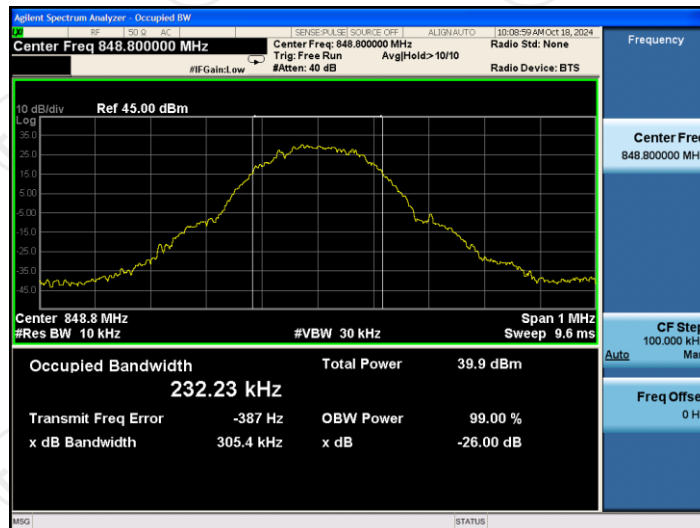 Agilent Spectrum Analyzer - Occupied BW
RF 50 Ω AC SENSE:PULSE SOURCE OFF ALIGNAUTO 10:08:59 AM Oct 18, 2024
Center Freq 848.800000 MHz
Center Freq: 848.800000 MHz Radio Std: None
Trig: Free Run Avg|Hold:>10/10
#IFGain:Low #Atten: 40 dB Radio Device: BTS
10 dB/div Ref 45.00 dBm
Log
35.0
25.0
15.0
5.00
-5.00
-15.0
-25.0
-35.0
-45.0
Center 848.8 MHz Span 1 MHz
#Res BW 10 kHz #VBW 30 kHz Sweep 9.6 ms
Occupied Bandwidth Total Power 39.9 dBm
232.23 kHz
Transmit Freq Error -387 Hz OBW Power 99.00 %
x dB Bandwidth 305.4 kHz x dB -26.00 dB
MSG STATUS
Frequency
Center Fre
848.800000 MH
CF Step
100.000 kH
Auto Ma
Freq Offse
0 H